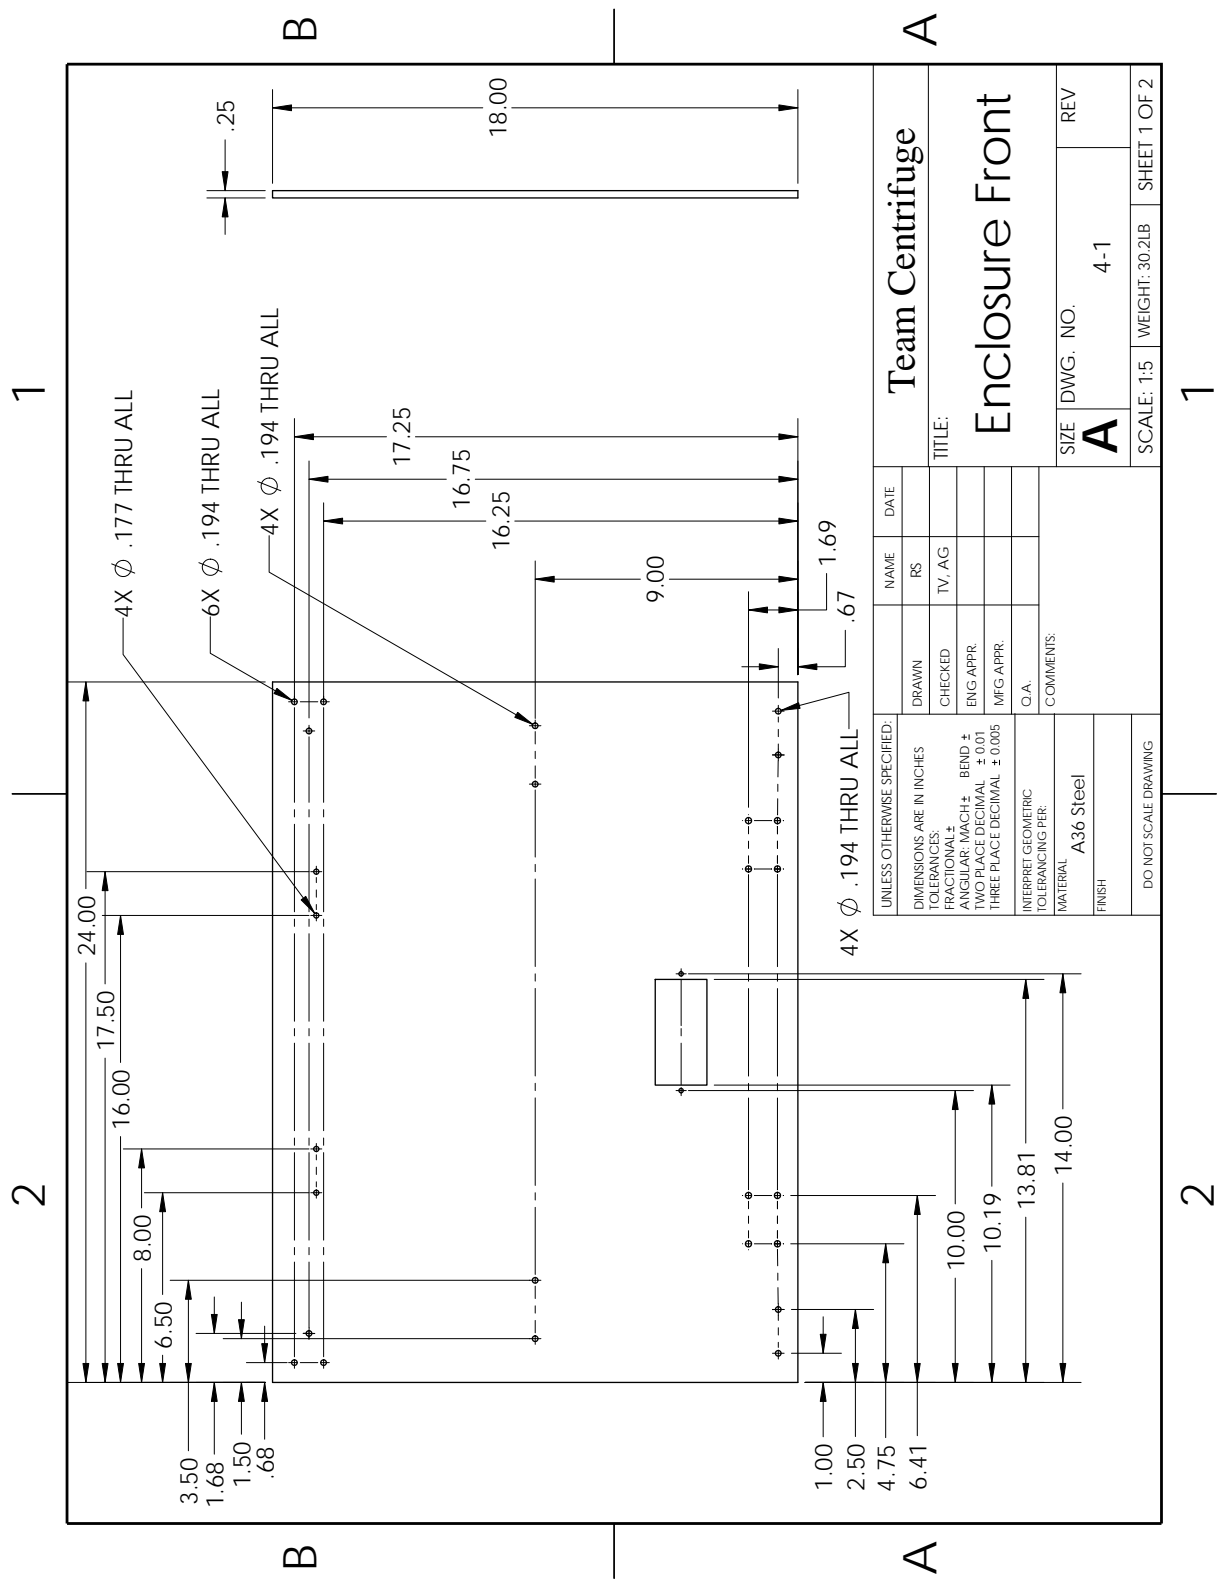 2
1
B
A
B
A
2
1
24.00
17.50
16.00
8.00
6.50
3.50
1.68
1.50
.68
4X ∅ .177 THRU ALL
6X ∅ .194 THRU ALL
4X ∅ .194 THRU ALL
.25
18.00
17.25
16.75
16.25
9.00
1.69
.67
4X ∅ .194 THRU ALL
1.00
2.50
4.75
6.41
10.00
10.19
13.81
14.00
UNLESS OTHERWISE SPECIFIED:
DIMENSIONS ARE IN INCHES
TOLERANCES:
FRACTIONAL±
ANGULAR: MACH± BEND ±
TWO PLACE DECIMAL ± 0.01
THREE PLACE DECIMAL ± 0.005
INTERPRET GEOMETRIC
TOLERANCING PER:
MATERIAL
A36 Steel
FINISH
DO NOT SCALE DRAWING
NAME DATE
DRAWN RS
CHECKED TV, AG
ENG APPR.
MFG APPR.
Q.A.
COMMENTS:
Team Centrifuge
TITLE:
Enclosure Front
SIZE DWG. NO. REV
A 4-1
SCALE: 1:5 WEIGHT: 30.2LB SHEET 1 OF 2